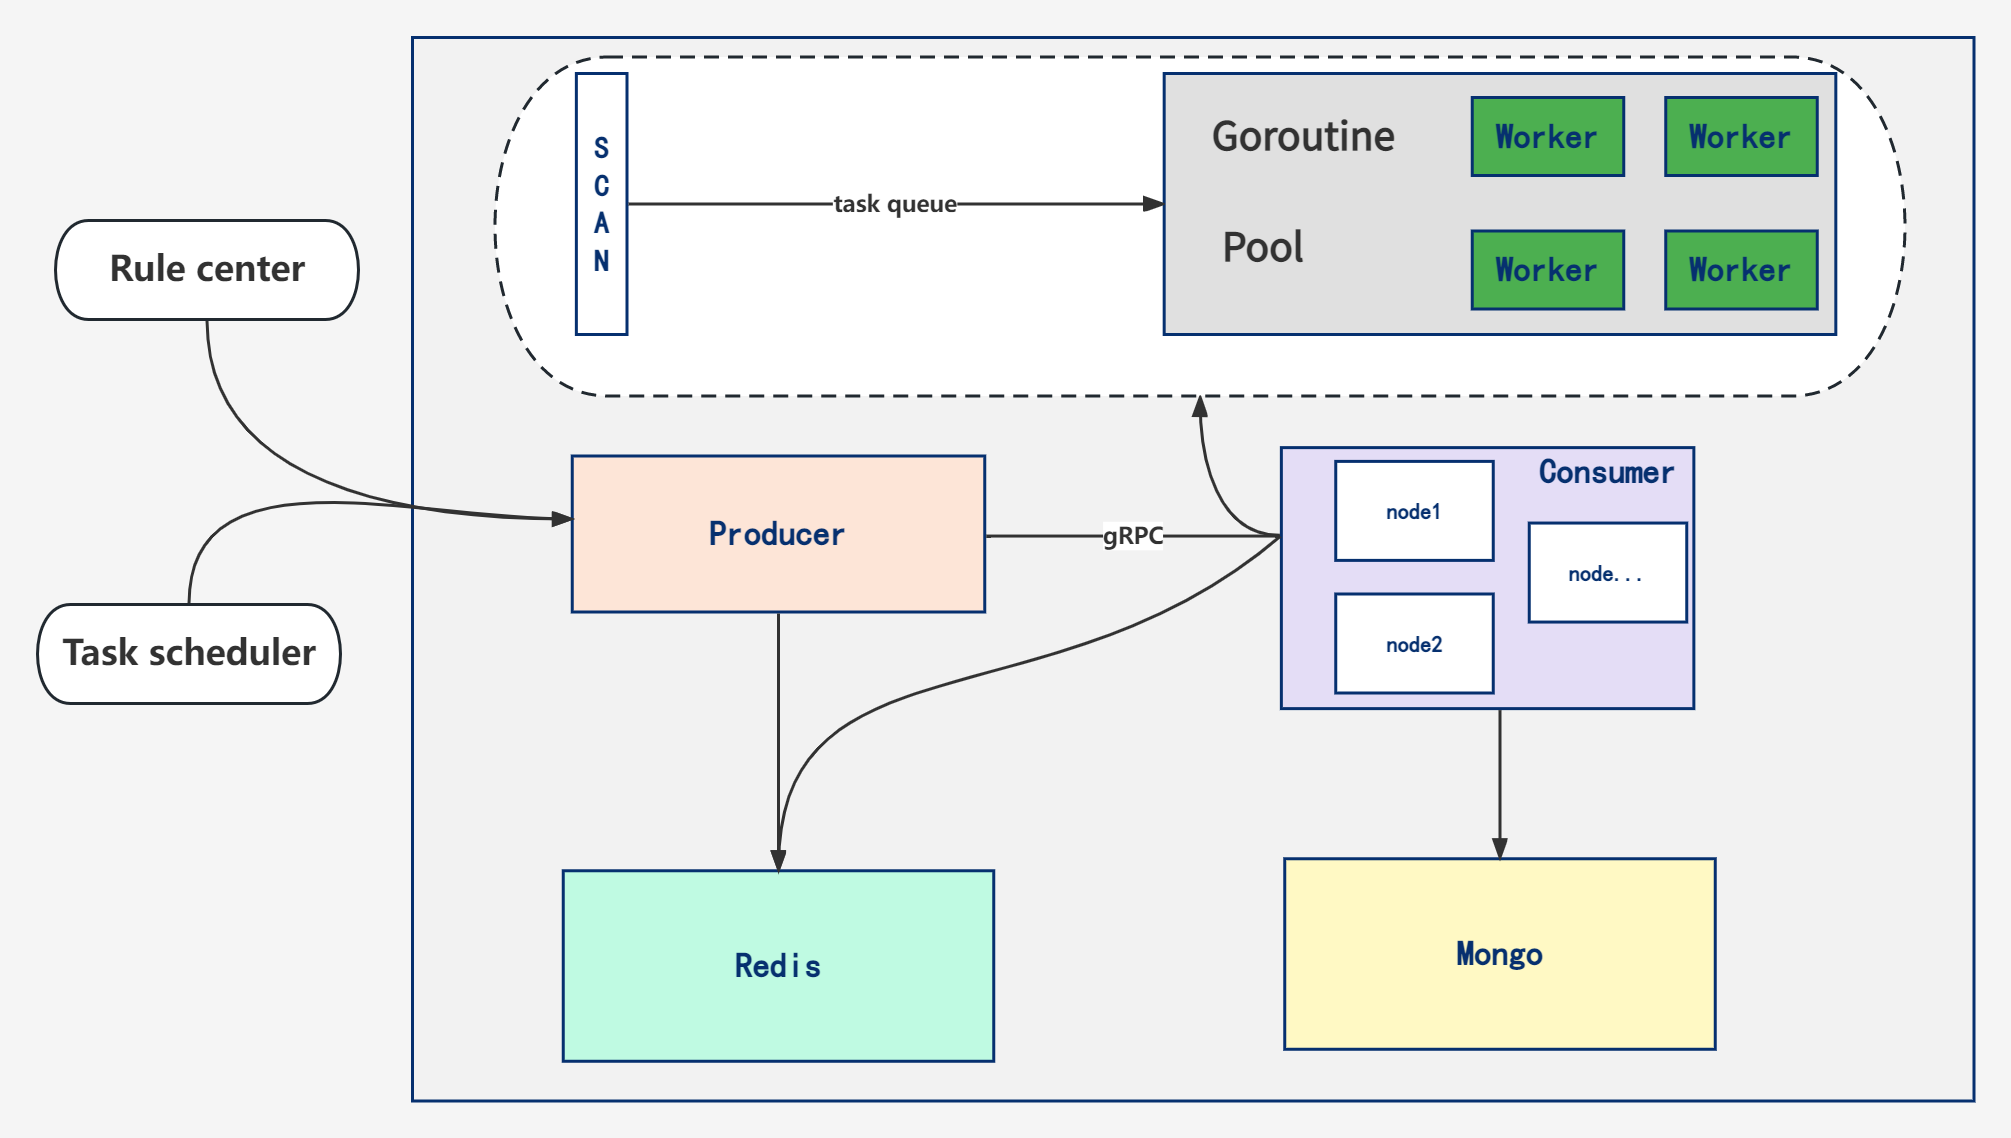 S
C
A
N
task queue
Goroutine
Pool
Worker
Worker
Worker
Worker
Rule center
Task scheduler
Producer
gRPC
Consumer
node1
node...
node2
Redis
Mongo